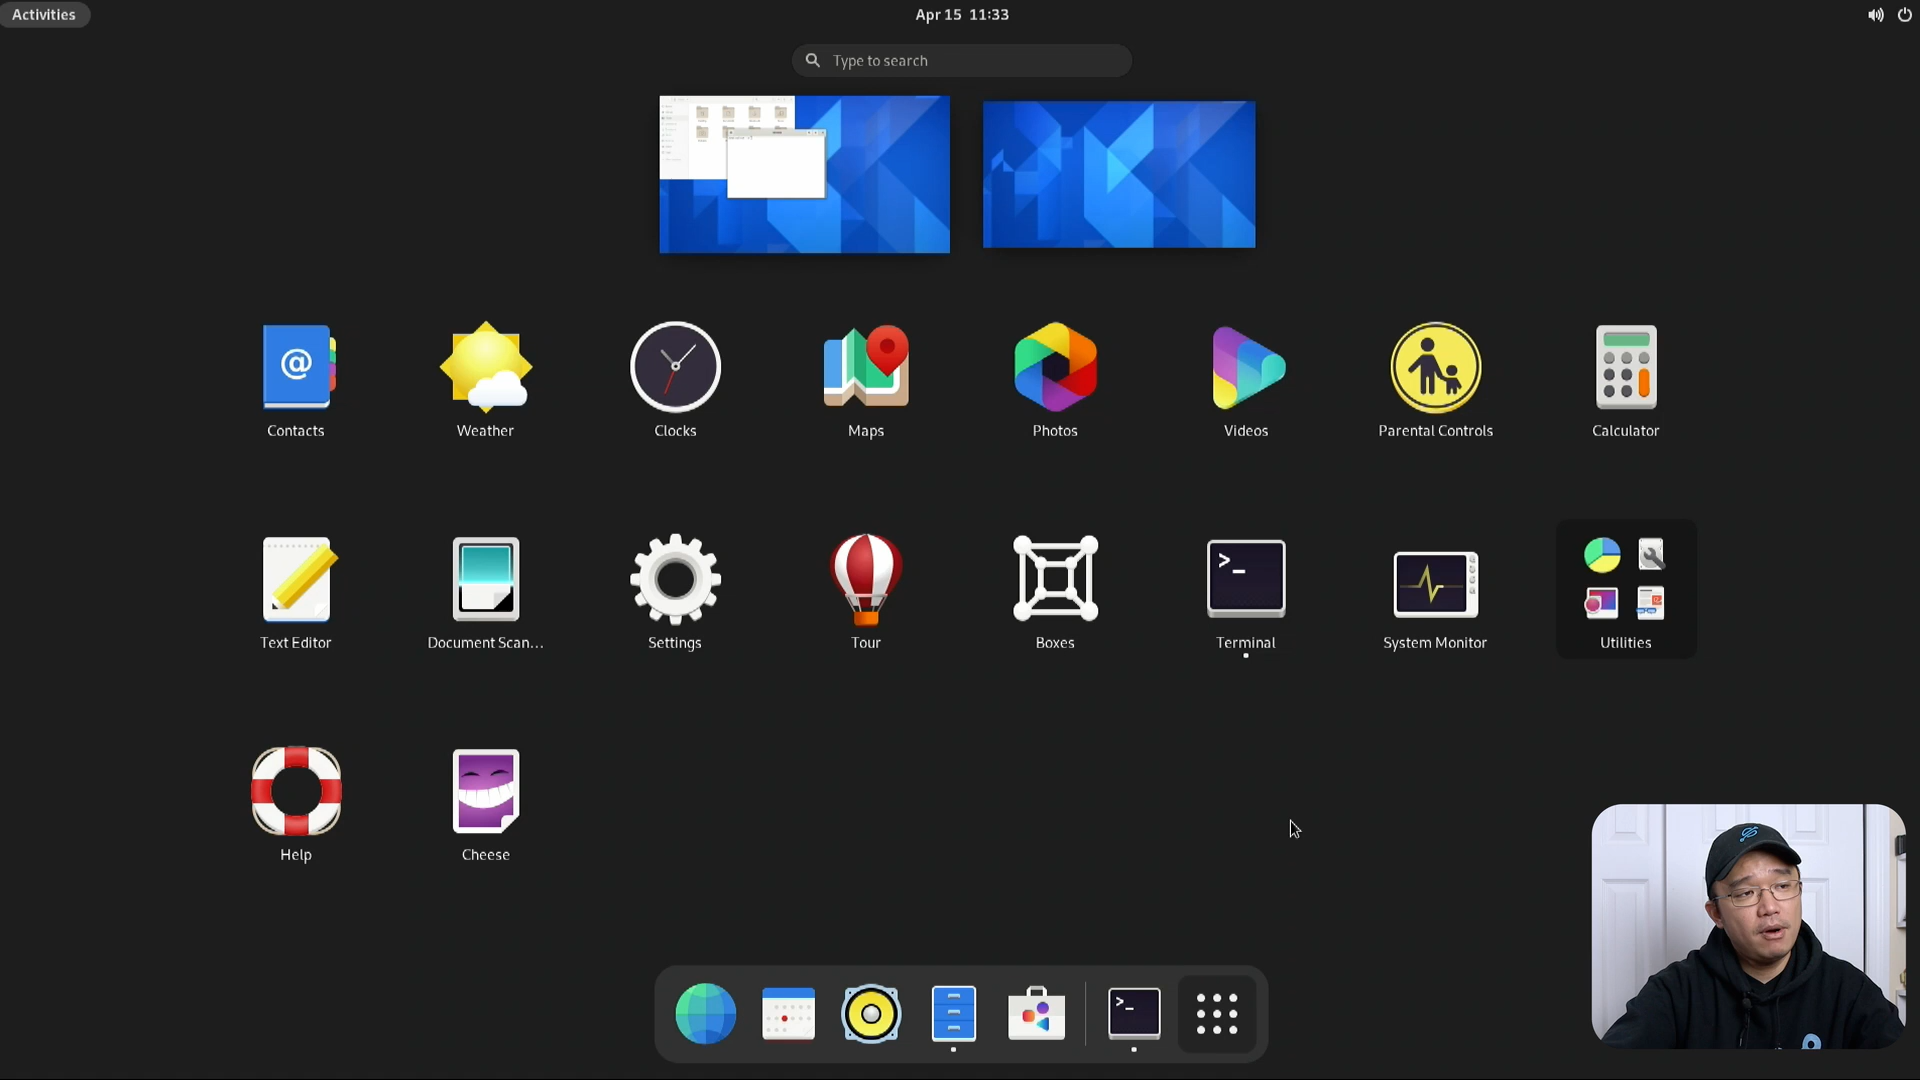 Activities
Apr 15 11:33
Type to search
Contacts
Weather
Clocks
Maps
Photos
Videos
Parental Controls
Calculator
Text Editor
Document Scan...
Settings
Tour
Boxes
Terminal
System Monitor
Utilities
Help
Cheese